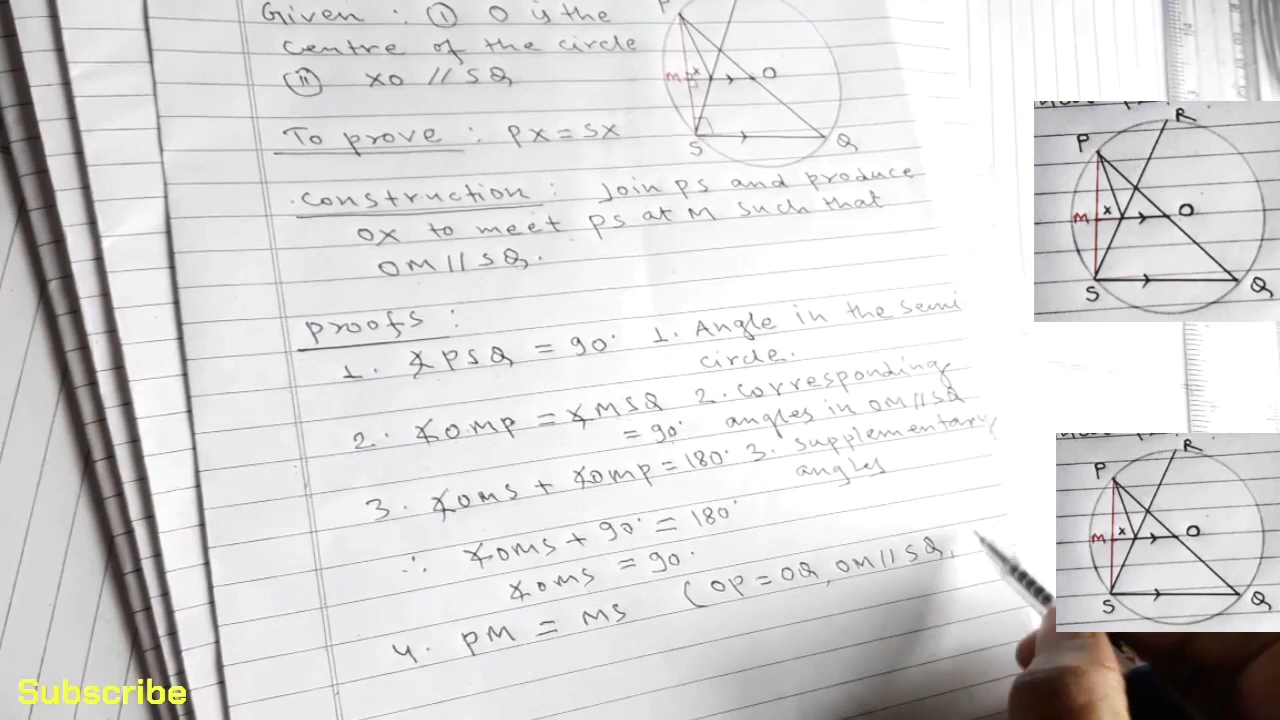 Given : (i) O is the
centre of the circle
(ii) XO // SQ
To prove : PX = SX
construction : Join PS and produce
OX to meet PS at M such that
OM // SQ.
proofs :
1. ∡PSQ = 90° 1. Angle in the semi
circle.
2. ∡OMP = ∡MSQ 2. corresponding
= 90° angles in OM//SQ
3. ∡OMS + ∡OMP = 180° 3. supplementary
angles
∴ ∡OMS + 90° = 180°
∡OMS = 90°
4. PM = MS (OP = OQ, OM // SQ,
P
M
X
O
S
Q
R
P
M
X
O
S
Q
R
P
M
X
O
S
Q
Subscribe